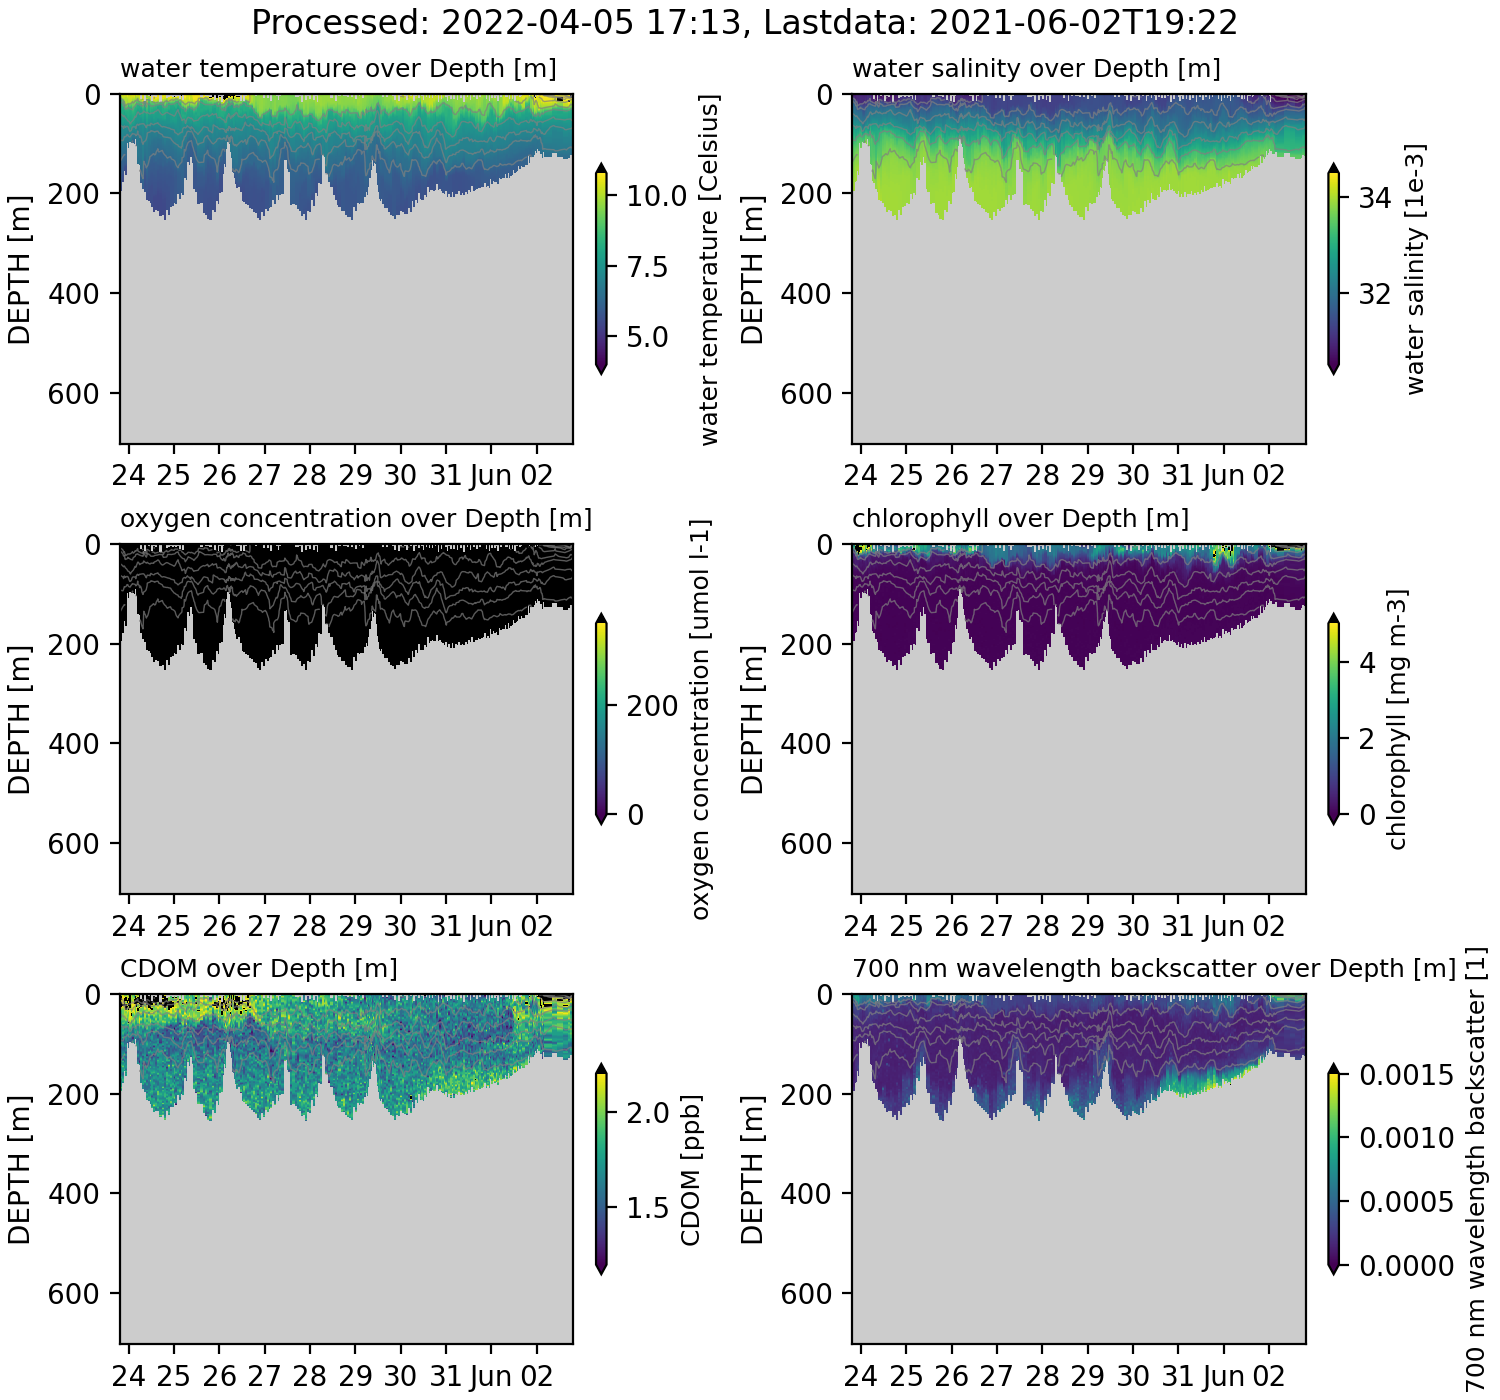 Processed: 2022-04-05 17:13, Lastdata: 2021-06-02T19:22
water temperature over Depth [m]
0
200
400
600
DEPTH [m]
24 25 26 27 28 29 30 31 Jun 02
10.0
7.5
5.0
water temperature [Celsius]
water salinity over Depth [m]
0
200
400
600
DEPTH [m]
24 25 26 27 28 29 30 31 Jun 02
34
32
water salinity [1e-3]
oxygen concentration over Depth [m]
0
200
400
600
DEPTH [m]
24 25 26 27 28 29 30 31 Jun 02
200
0
oxygen concentration [umol l-1]
chlorophyll over Depth [m]
0
200
400
600
DEPTH [m]
24 25 26 27 28 29 30 31 Jun 02
4
2
0
chlorophyll [mg m-3]
CDOM over Depth [m]
0
200
400
600
DEPTH [m]
24 25 26 27 28 29 30 31 Jun 02
2.0
1.5
CDOM [ppb]
700 nm wavelength backscatter over Depth [m]
0
200
400
600
DEPTH [m]
24 25 26 27 28 29 30 31 Jun 02
0.0015
0.0010
0.0005
0.0000
700 nm wavelength backscatter [1]